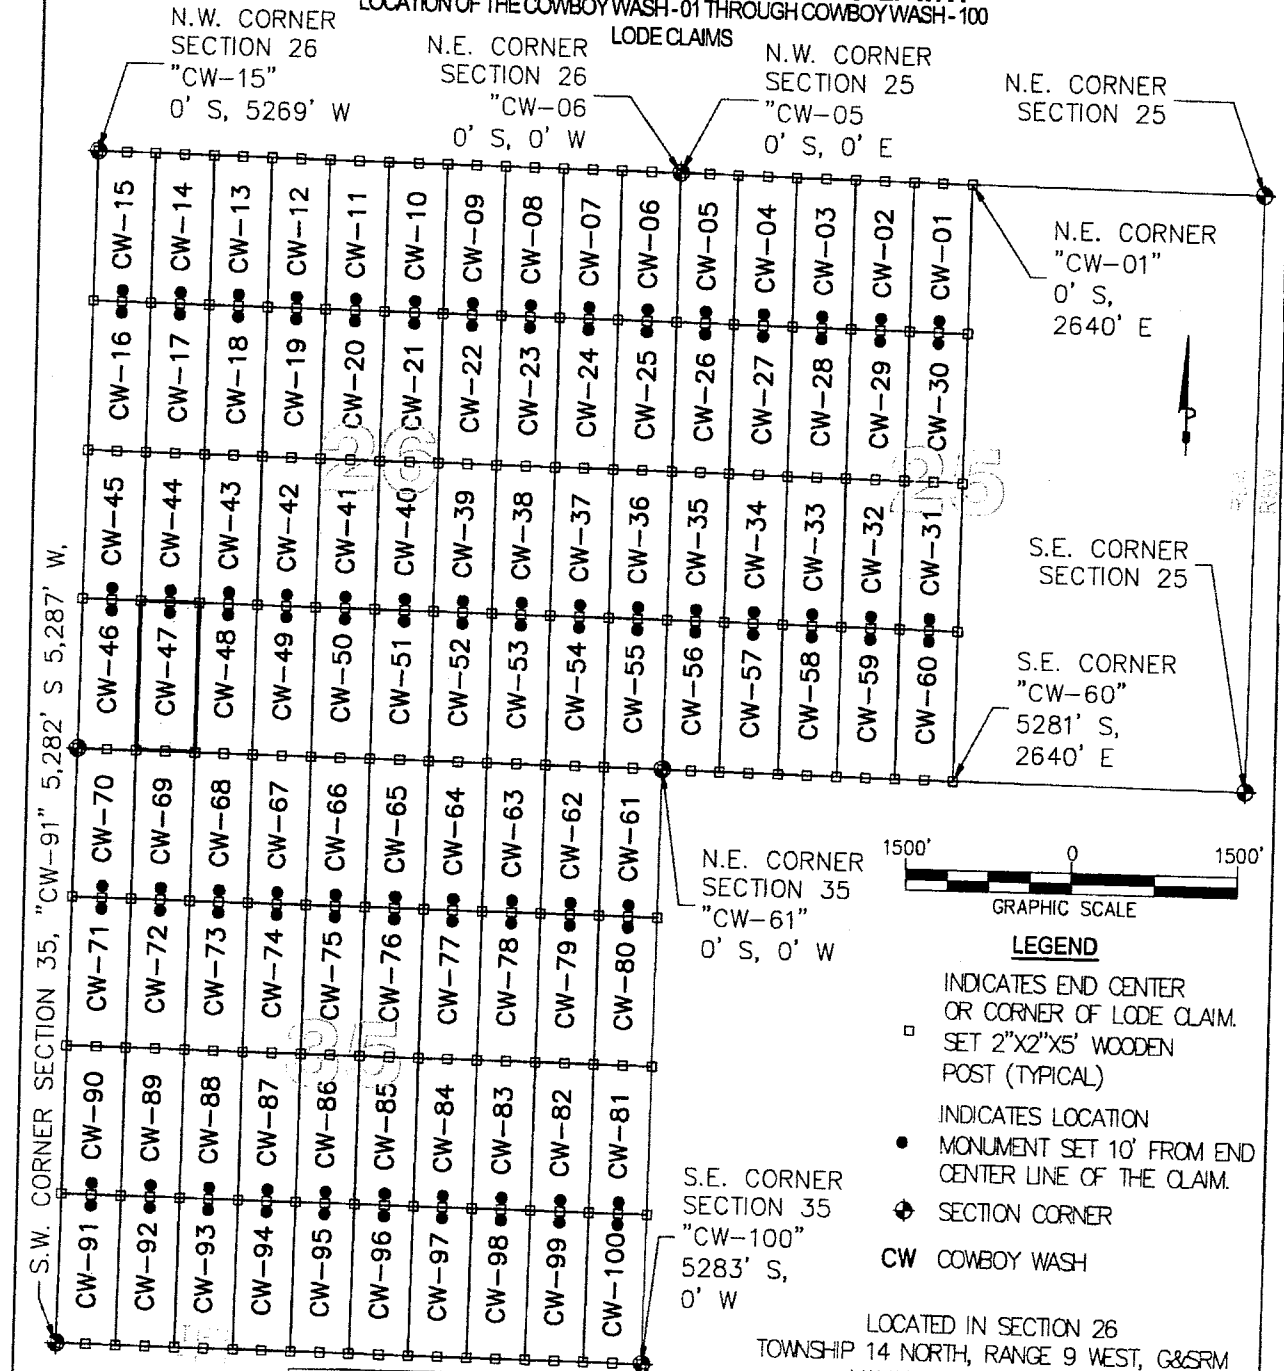 LOCATION OF THE COWBOY WASH-01 THROUGH COWBOY WASH-100
LODE CLAIMS
N.W. CORNER
SECTION 26
"CW-15"
0' S, 5269' W
N.E. CORNER
SECTION 26
"CW-06
0' S, 0' W
N.W. CORNER
SECTION 25
"CW-05
0' S, 0' E
N.E. CORNER
SECTION 25
CW-15 CW-14 CW-13 CW-12 CW-11 CW-10 CW-09 CW-08 CW-07 CW-06 CW-05 CW-04 CW-03 CW-02 CW-01
N.E. CORNER
"CW-01"
0' S,
2640' E
CW-16 CW-17 CW-18 CW-19 CW-20 CW-21 CW-22 CW-23 CW-24 CW-25 CW-26 CW-27 CW-28 CW-29 CW-30
26
25
CW-45 CW-44 CW-43 CW-42 CW-41 CW-40 CW-39 CW-38 CW-37 CW-36 CW-35 CW-34 CW-33 CW-32 CW-31
S.E. CORNER
SECTION 25
CW-46 CW-47 CW-48 CW-49 CW-50 CW-51 CW-52 CW-53 CW-54 CW-55 CW-56 CW-57 CW-58 CW-59 CW-60
S.E. CORNER
"CW-60"
5281' S,
2640' E
S.W. CORNER SECTION 35, "CW-91" 5,282' S 5,287' W,
CW-70 CW-69 CW-68 CW-67 CW-66 CW-65 CW-64 CW-63 CW-62 CW-61
N.E. CORNER
SECTION 35
"CW-61"
0' S, 0' W
CW-71 CW-72 CW-73 CW-74 CW-75 CW-76 CW-77 CW-78 CW-79 CW-80
35
CW-90 CW-89 CW-88 CW-87 CW-86 CW-85 CW-84 CW-83 CW-82 CW-81
CW-91 CW-92 CW-93 CW-94 CW-95 CW-96 CW-97 CW-98 CW-99 CW-100
S.E. CORNER
SECTION 35
"CW-100"
5283' S,
0' W
1500' 0 1500'
GRAPHIC SCALE
LEGEND
INDICATES END CENTER
OR CORNER OF LODE CLAIM.
SET 2"X2"X5' WOODEN
POST (TYPICAL)
INDICATES LOCATION
MONUMENT SET 10' FROM END
CENTER LINE OF THE CLAIM.
SECTION CORNER
CW COWBOY WASH
LOCATED IN SECTION 26
TOWNSHIP 14 NORTH, RANGE 9 WEST, G&SRM